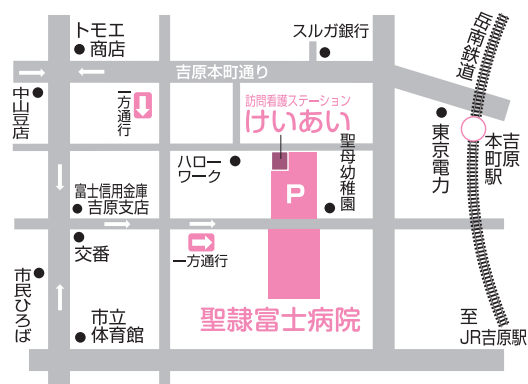 トモエ
商店
スルガ銀行
岳南鉄道
吉原本町通り
中山豆店
一方通行
訪問看護ステーション
けいあい
東京電力
吉原
本町駅
ハロー
ワーク
聖母幼稚園
P
富士信用金庫
吉原支店
交番
一方通行
市民ひろば
市立
体育館
聖隷富士病院
至
JR吉原駅